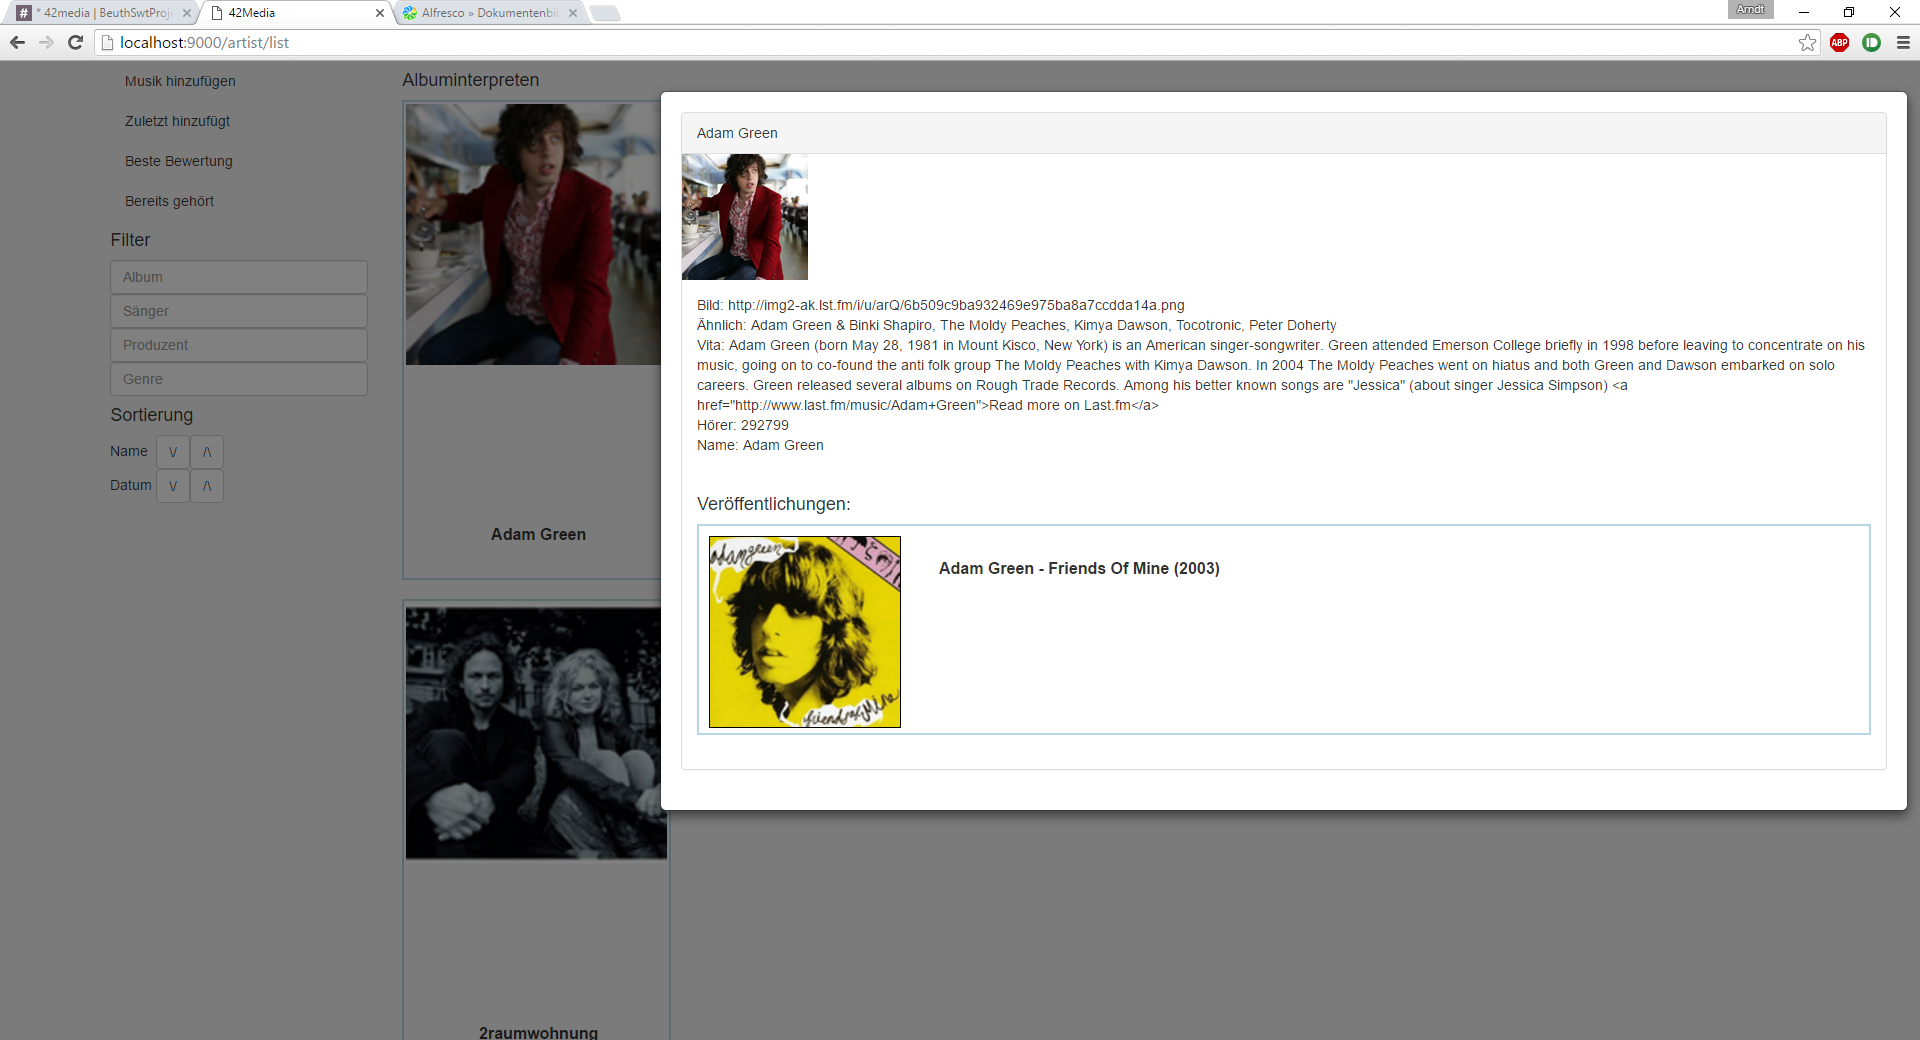 * 42media | BeuthSwtProje
42Media
Alfresco » Dokumentenbib
Arndt
localhost:9000/artist/list
ABP
Musik hinzufügen
Zuletzt hinzufügt
Beste Bewertung
Bereits gehört
Filter
Album
Sänger
Produzent
Genre
Sortierung
Name \/ /\
Datum \/ /\
Albuminterpreten
Adam Green
2raumwohnung
Adam Green
Bild: http://img2-ak.lst.fm/i/u/arQ/6b509c9ba932469e975ba8a7ccdda14a.png
Ähnlich: Adam Green & Binki Shapiro, The Moldy Peaches, Kimya Dawson, Tocotronic, Peter Doherty
Vita: Adam Green (born May 28, 1981 in Mount Kisco, New York) is an American singer-songwriter. Green attended Emerson College briefly in 1998 before leaving to concentrate on his
music, going on to co-found the anti folk group The Moldy Peaches with Kimya Dawson. In 2004 The Moldy Peaches went on hiatus and both Green and Dawson embarked on solo
careers. Green released several albums on Rough Trade Records. Among his better known songs are "Jessica" (about singer Jessica Simpson) <a
href="http://www.last.fm/music/Adam+Green">Read more on Last.fm</a>
Hörer: 292799
Name: Adam Green
Veröffentlichungen:
adam green
friends of Mine
Adam Green - Friends Of Mine (2003)